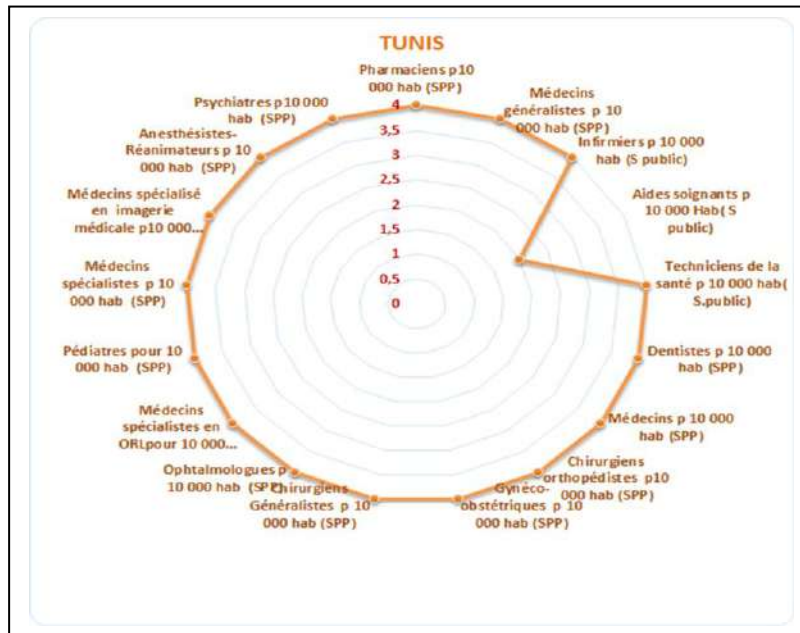 TUNIS
Pharmaciens p10
000 hab (SPP)
Médecins
généralistes p 10
000 hab (SPP)
Infirmiers p 10 000
hab (S public)
Aides soignants p
10 000 Hab( S
public)
Techniciens de la
santé p 10 000 hab(
S.public)
Dentistes p 10 000
hab (SPP)
Médecins p 10 000
hab (SPP)
Chirurgiens
orthopédistes p10
000 hab (SPP)
Gynéco-
obstétriques p 10
000 hab (SPP)
Chirurgiens
Généralistes p 10
000 hab (SPP)
Ophtalmologues p
10 000 hab (SPP)
Médecins
spécialistes en
ORLpour 10 000...
Pédiatres pour 10
000 hab (SPP)
Médecins
spécialistes p 10
000 hab (SPP)
Médecins spécialisé
en imagerie
médicale p10 000...
Anesthésistes-
Réanimateurs p 10
000 hab (SPP)
Psychiatres p 10 000
hab (SPP)
4
3,5
3
2,5
2
1,5
1
0,5
0